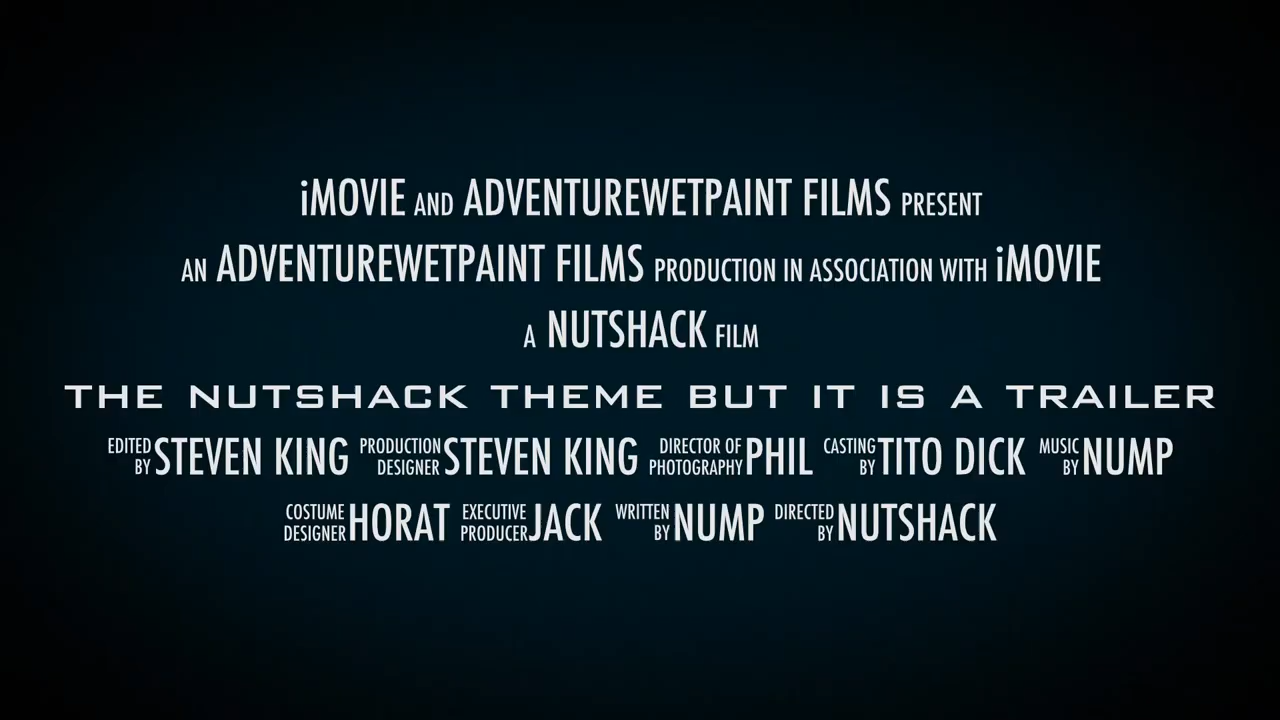 iMOVIE AND ADVENTUREWETPAINT FILMS PRESENT
AN ADVENTUREWETPAINT FILMS PRODUCTION IN ASSOCIATION WITH iMOVIE
A NUTSHACK FILM
THE NUTSHACK THEME BUT IT IS A TRAILER
EDITED BY STEVEN KING PRODUCTION DESIGNER STEVEN KING DIRECTOR OF PHOTOGRAPHY PHIL CASTING BY TITO DICK MUSIC BY NUMP
COSTUME DESIGNER HORAT EXECUTIVE PRODUCER JACK WRITTEN BY NUMP DIRECTED BY NUTSHACK